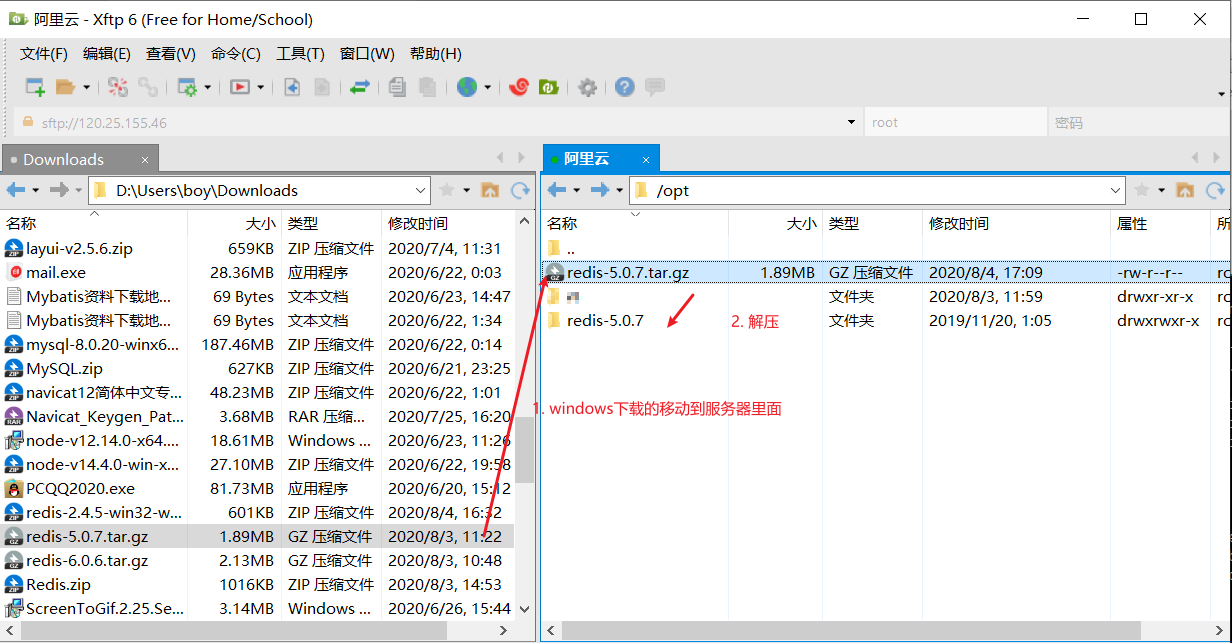 阿里云 - Xftp 6 (Free for Home/School)
文件(F) 编辑(E) 查看(V) 命令(C) 工具(T) 窗口(W) 帮助(H)
sftp://120.25.155.46 root 密码
Downloads × 阿里云 ×
D:\Users\boy\Downloads /opt
名称 大小 类型 修改时间
layui-v2.5.6.zip 659KB ZIP 压缩文件 2020/7/4, 11:31
mail.exe 28.36MB 应用程序 2020/6/22, 0:03
Mybatis资料下载地... 69 Bytes 文本文档 2020/6/23, 14:47
Mybatis资料下载地... 69 Bytes 文本文档 2020/6/22, 1:34
mysql-8.0.20-winx6... 187.46MB ZIP 压缩文件 2020/6/22, 0:14
MySQL.zip 627KB ZIP 压缩文件 2020/6/21, 23:25
navicat12简体中文专... 48.23MB ZIP 压缩文件 2020/6/22, 1:01
Navicat_Keygen_Pat... 3.68MB RAR 压缩... 2020/7/25, 16:20
node-v12.14.0-x64.... 18.61MB Windows ... 2020/6/23, 11:26
node-v14.4.0-win-x... 27.10MB ZIP 压缩文件 2020/6/22, 19:58
PCQQ2020.exe 81.73MB 应用程序 2020/6/20, 15:12
redis-2.4.5-win32-w... 601KB ZIP 压缩文件 2020/8/4, 16:32
redis-5.0.7.tar.gz 1.89MB GZ 压缩文件 2020/8/3, 11:22
redis-6.0.6.tar.gz 2.13MB GZ 压缩文件 2020/8/3, 10:48
Redis.zip 1016KB ZIP 压缩文件 2020/8/3, 14:53
ScreenToGif.2.25.Se... 3.14MB Windows ... 2020/6/26, 15:44
名称 大小 类型 修改时间 属性 所
..
redis-5.0.7.tar.gz 1.89MB GZ 压缩文件 2020/8/4, 17:09 -rw-r--r-- ro
文件夹 2020/8/3, 11:59 drwxr-xr-x ro
redis-5.0.7 文件夹 2019/11/20, 1:05 drwxrwxr-x ro
2. 解压
1. windows下载的移动到服务器里面